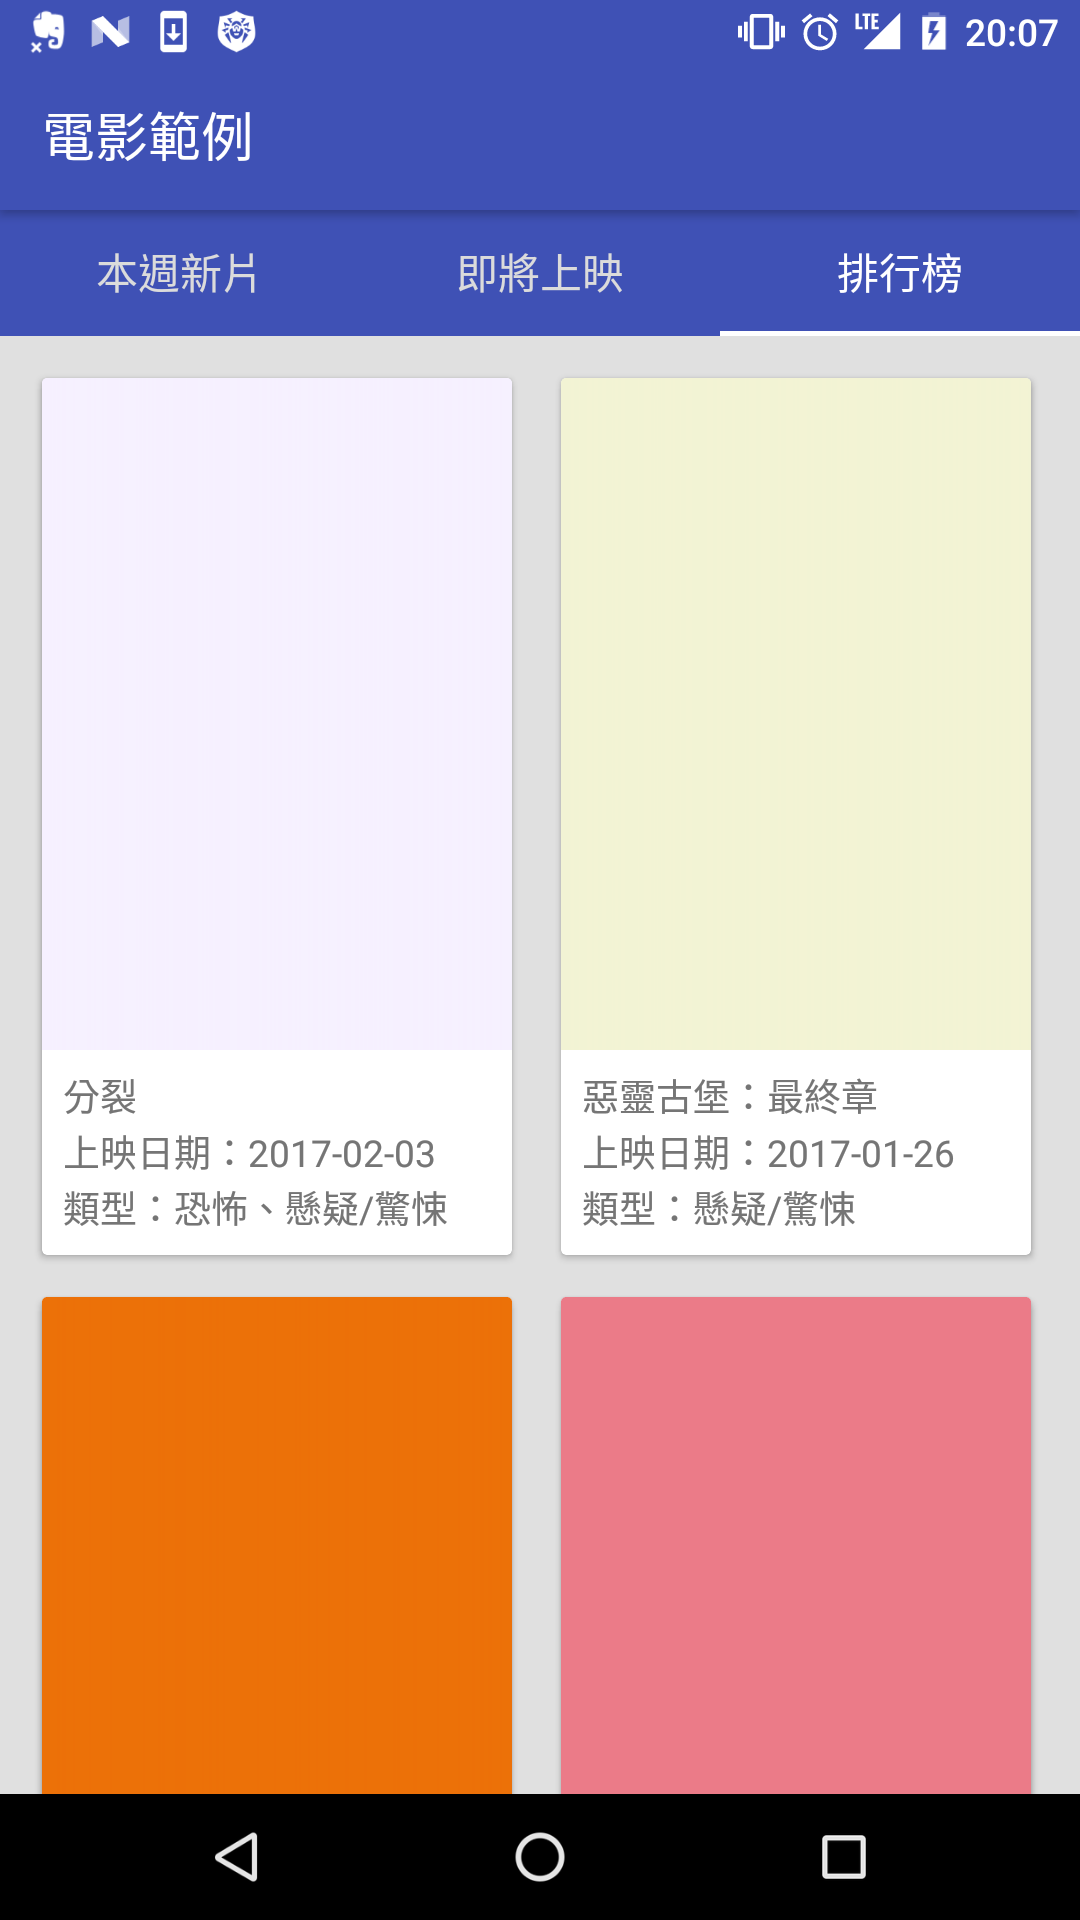 LTE 20:07
電影範例
本週新片 即將上映 排行榜
分裂
上映日期：2017-02-03
類型：恐怖、懸疑/驚悚
惡靈古堡：最終章
上映日期：2017-01-26
類型：懸疑/驚悚